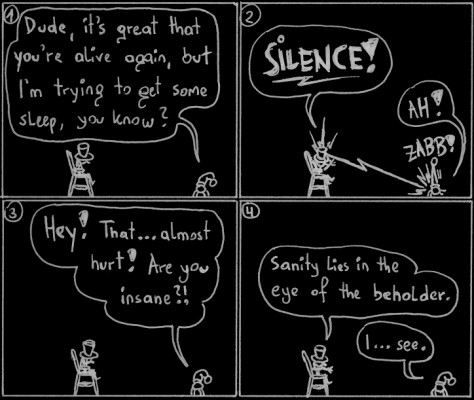 1
Dude, it's great that
you're alive again, but
I'm trying to get some
sleep, you know?
2
SILENCE!
AH!
ZABB!
3
Hey! That...almost
hurt! Are you
insane?!
4
Sanity lies in the
eye of the beholder.
I...see.